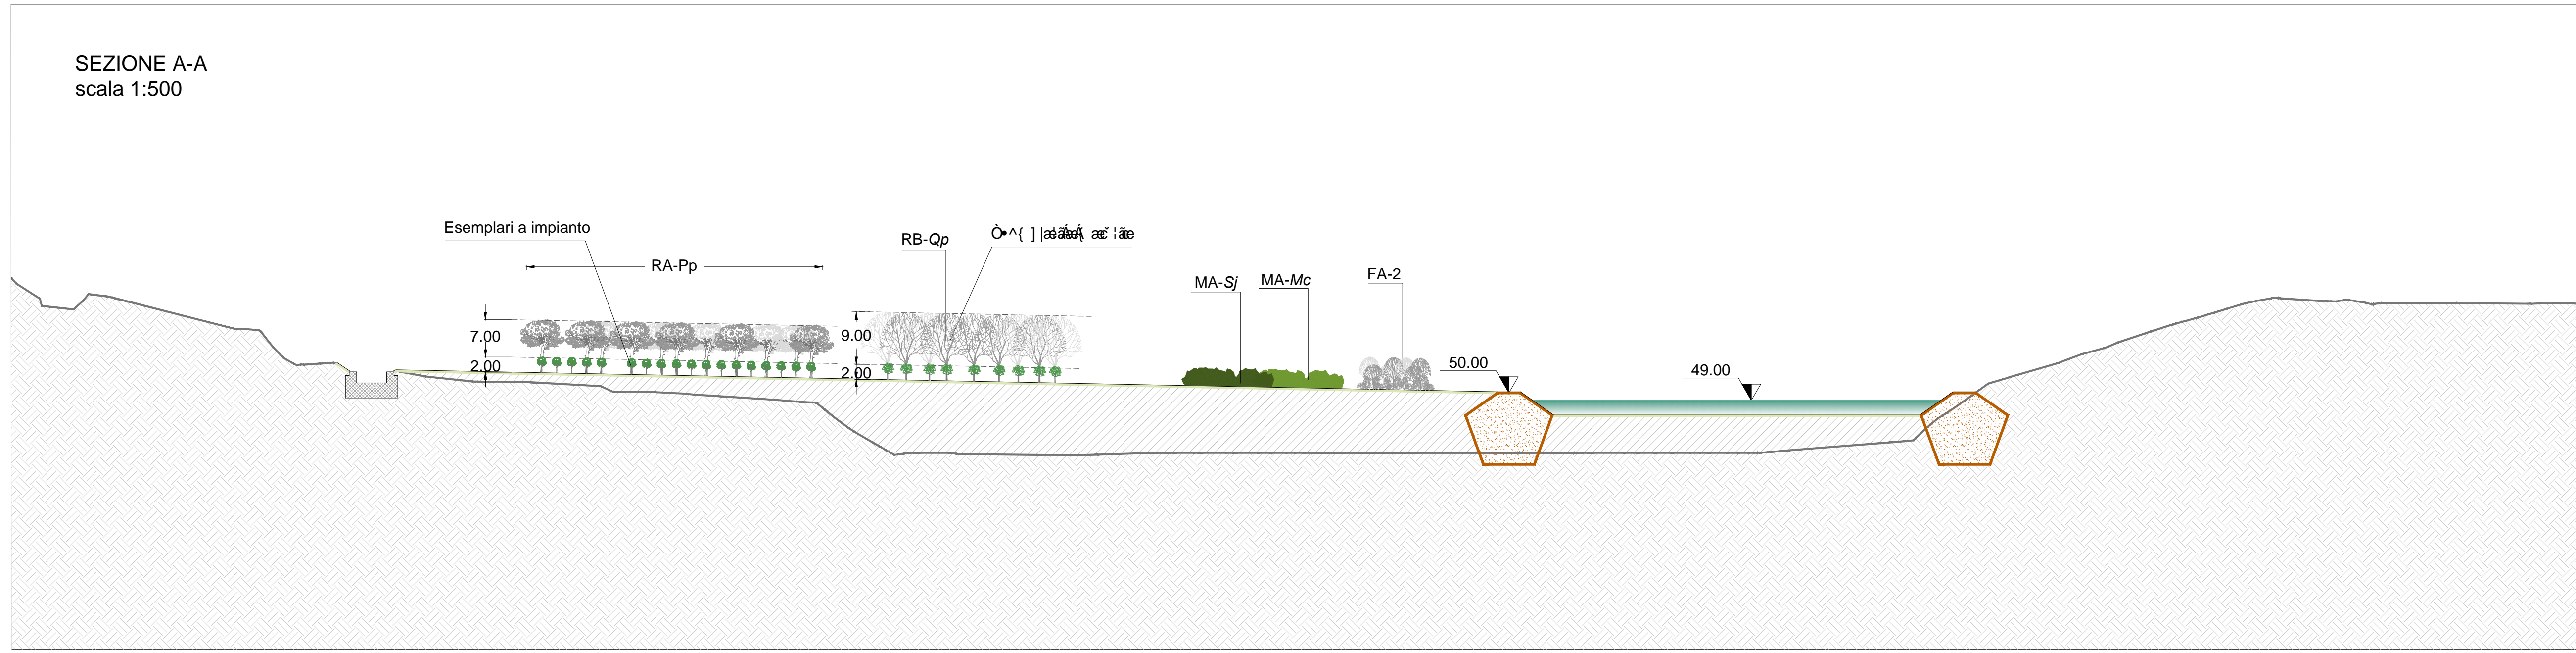 SEZIONE A-A
scala 1:500
Esemplari a impianto
RA-Pp
RB-Qp
MA-Sj
MA-Mc
FA-2
7.00
2.00
9.00
2.00
50.00
49.00